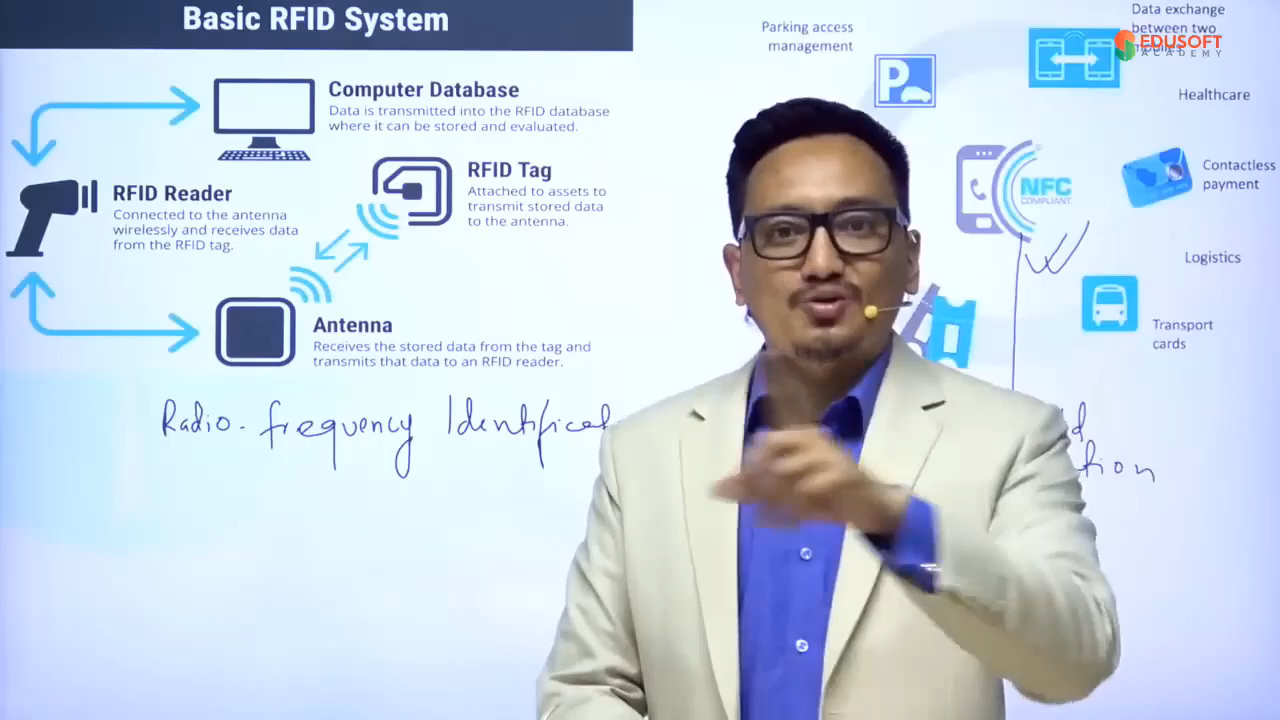 Basic RFID System
Computer Database
Data is transmitted into the RFID database
where it can be stored and evaluated.
RFID Tag
Attached to assets to
transmit stored data
to the antenna.
RFID Reader
Connected to the antenna
wirelessly and receives data
from the RFID tag.
Antenna
Receives the stored data from the tag and
transmits that data to an RFID reader.
Radio-frequency
Parking access
management
P
Data exchange
between two
EDUSOFT
ACADEMY
Healthcare
NFC
COMPLIANT
Contactless
payment
Logistics
Transport
cards